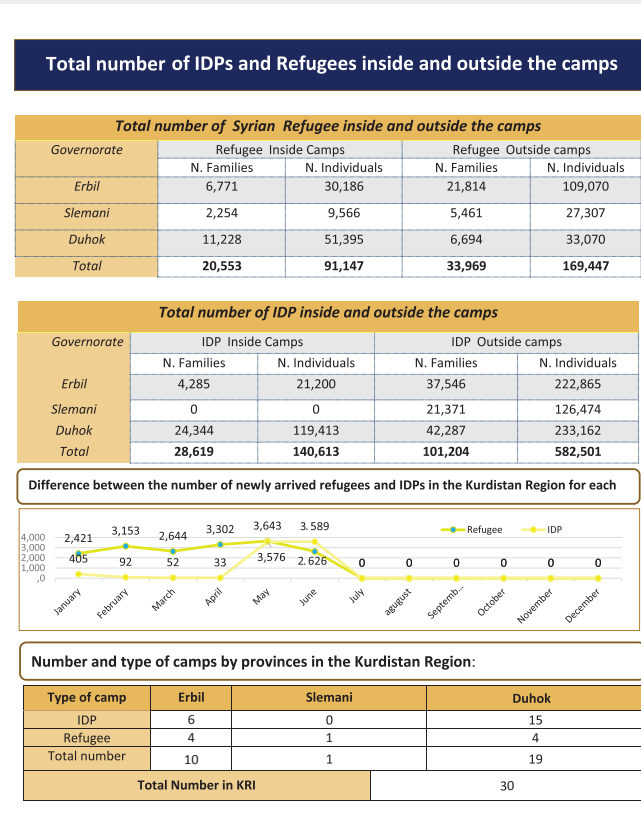 Total number of IDPs and Refugees inside and outside the camps
Total number of Syrian Refugee inside and outside the camps
Governorate Refugee Inside Camps Refugee Outside camps
N. Families N. Individuals N. Families N. Individuals
Erbil 6,771 30,186 21,814 109,070
Slemani 2,254 9,566 5,461 27,307
Duhok 11,228 51,395 6,694 33,070
Total 20,553 91,147 33,969 169,447
Total number of IDP inside and outside the camps
Governorate IDP Inside Camps IDP Outside camps
N. Families N. Individuals N. Families N. Individuals
Erbil 4,285 21,200 37,546 222,865
Slemani 0 0 21,371 126,474
Duhok 24,344 119,413 42,287 233,162
Total 28,619 140,613 101,204 582,501
Difference between the number of newly arrived refugees and IDPs in the Kurdistan Region for each
Refugee IDP
4,000
3,000
2,000
1,000
,0
2,421 3,153 2,644 3,302 3,643 3.589
405 92 52 33 3,576 2.626 0 0 0 0 0 0
January February March April May June July agugust Septemb... October November December
Number and type of camps by provinces in the Kurdistan Region:
Type of camp Erbil Slemani Duhok
IDP 6 0 15
Refugee 4 1 4
Total number 10 1 19
Total Number in KRI 30